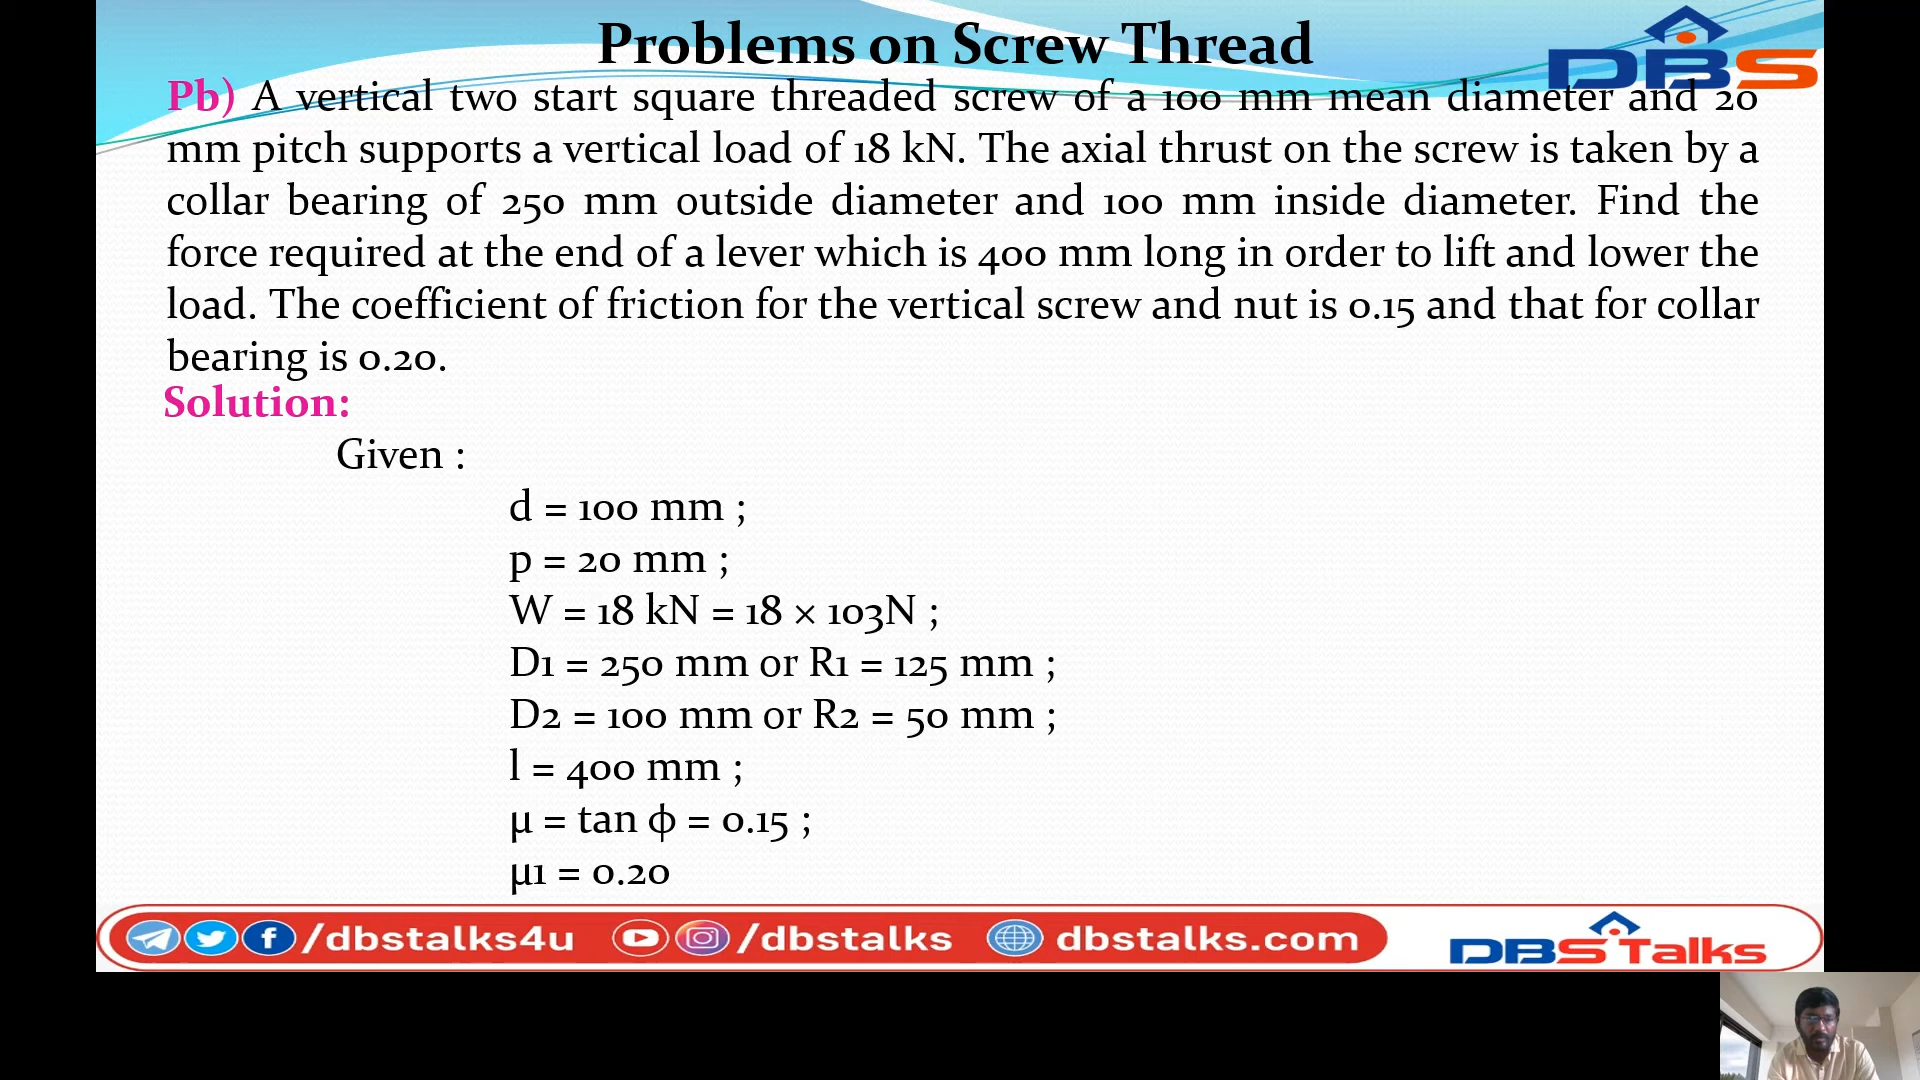 Problems on Screw Thread
DBS
Pb) A vertical two start square threaded screw of a 100 mm mean diameter and 20
mm pitch supports a vertical load of 18 kN. The axial thrust on the screw is taken by a
collar bearing of 250 mm outside diameter and 100 mm inside diameter. Find the
force required at the end of a lever which is 400 mm long in order to lift and lower the
load. The coefficient of friction for the vertical screw and nut is 0.15 and that for collar
bearing is 0.20.
Solution:
Given :
d = 100 mm ;
p = 20 mm ;
W = 18 kN = 18 × 103N ;
D1 = 250 mm or R1 = 125 mm ;
D2 = 100 mm or R2 = 50 mm ;
l = 400 mm ;
μ = tan ϕ = 0.15 ;
μ1 = 0.20
/dbstalks4u /dbstalks dbstalks.com DBS Talks